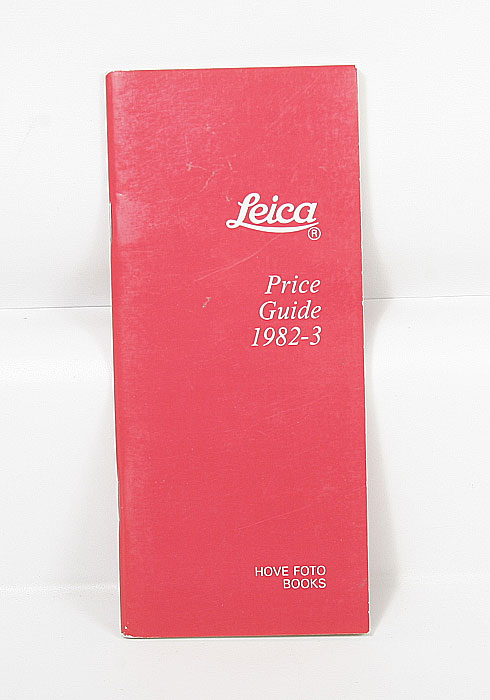 Leica
®
Price
Guide
1982-3
HOVE FOTO
BOOKS